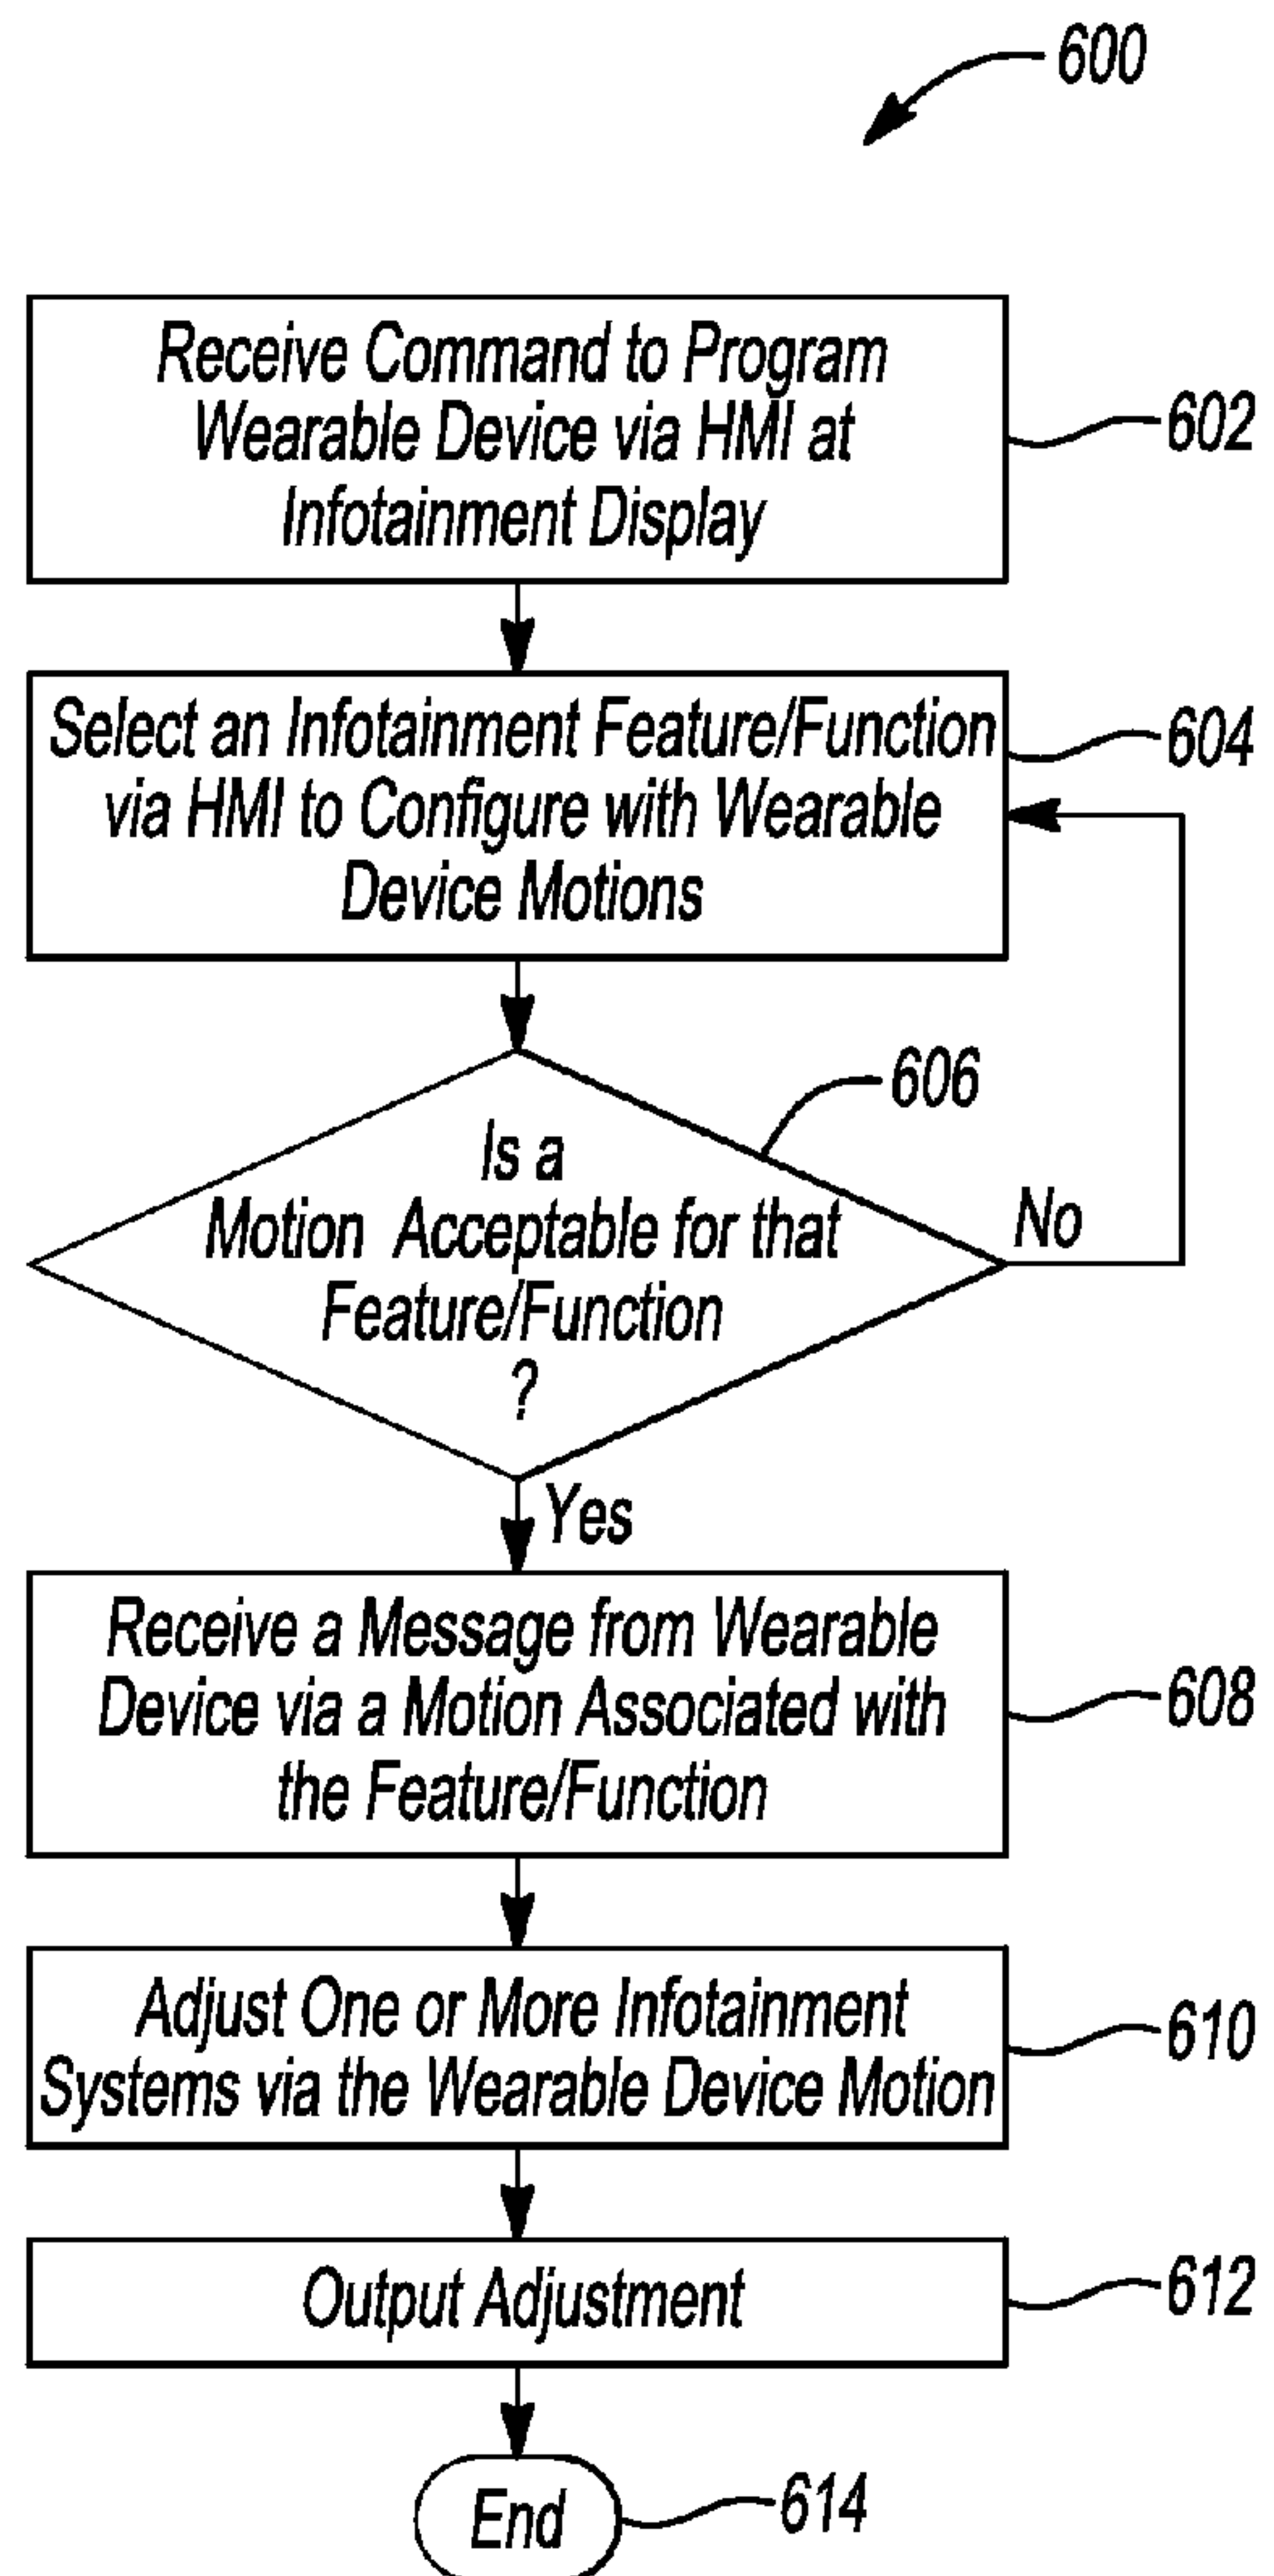 600
Receive Command to Program
Wearable Device via HMI at
Infotainment Display
602
Select an Infotainment Feature/Function
via HMI to Configure with Wearable
Device Motions
604
606
Is a
Motion Acceptable for that
Feature/Function
?
No
Yes
Receive a Message from Wearable
Device via a Motion Associated with
the Feature/Function
608
Adjust One or More Infotainment
Systems via the Wearable Device Motion
610
Output Adjustment
612
End
614